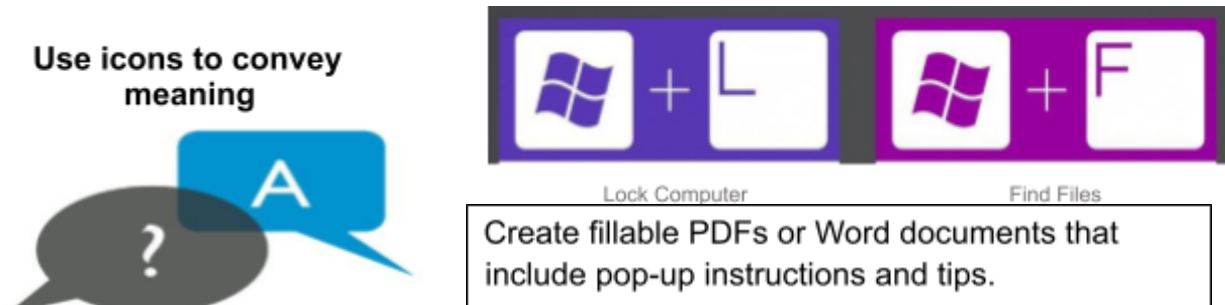 Use icons to convey
meaning
A
?
+ L
+ F
Lock Computer
Find Files
Create fillable PDFs or Word documents that
include pop-up instructions and tips.